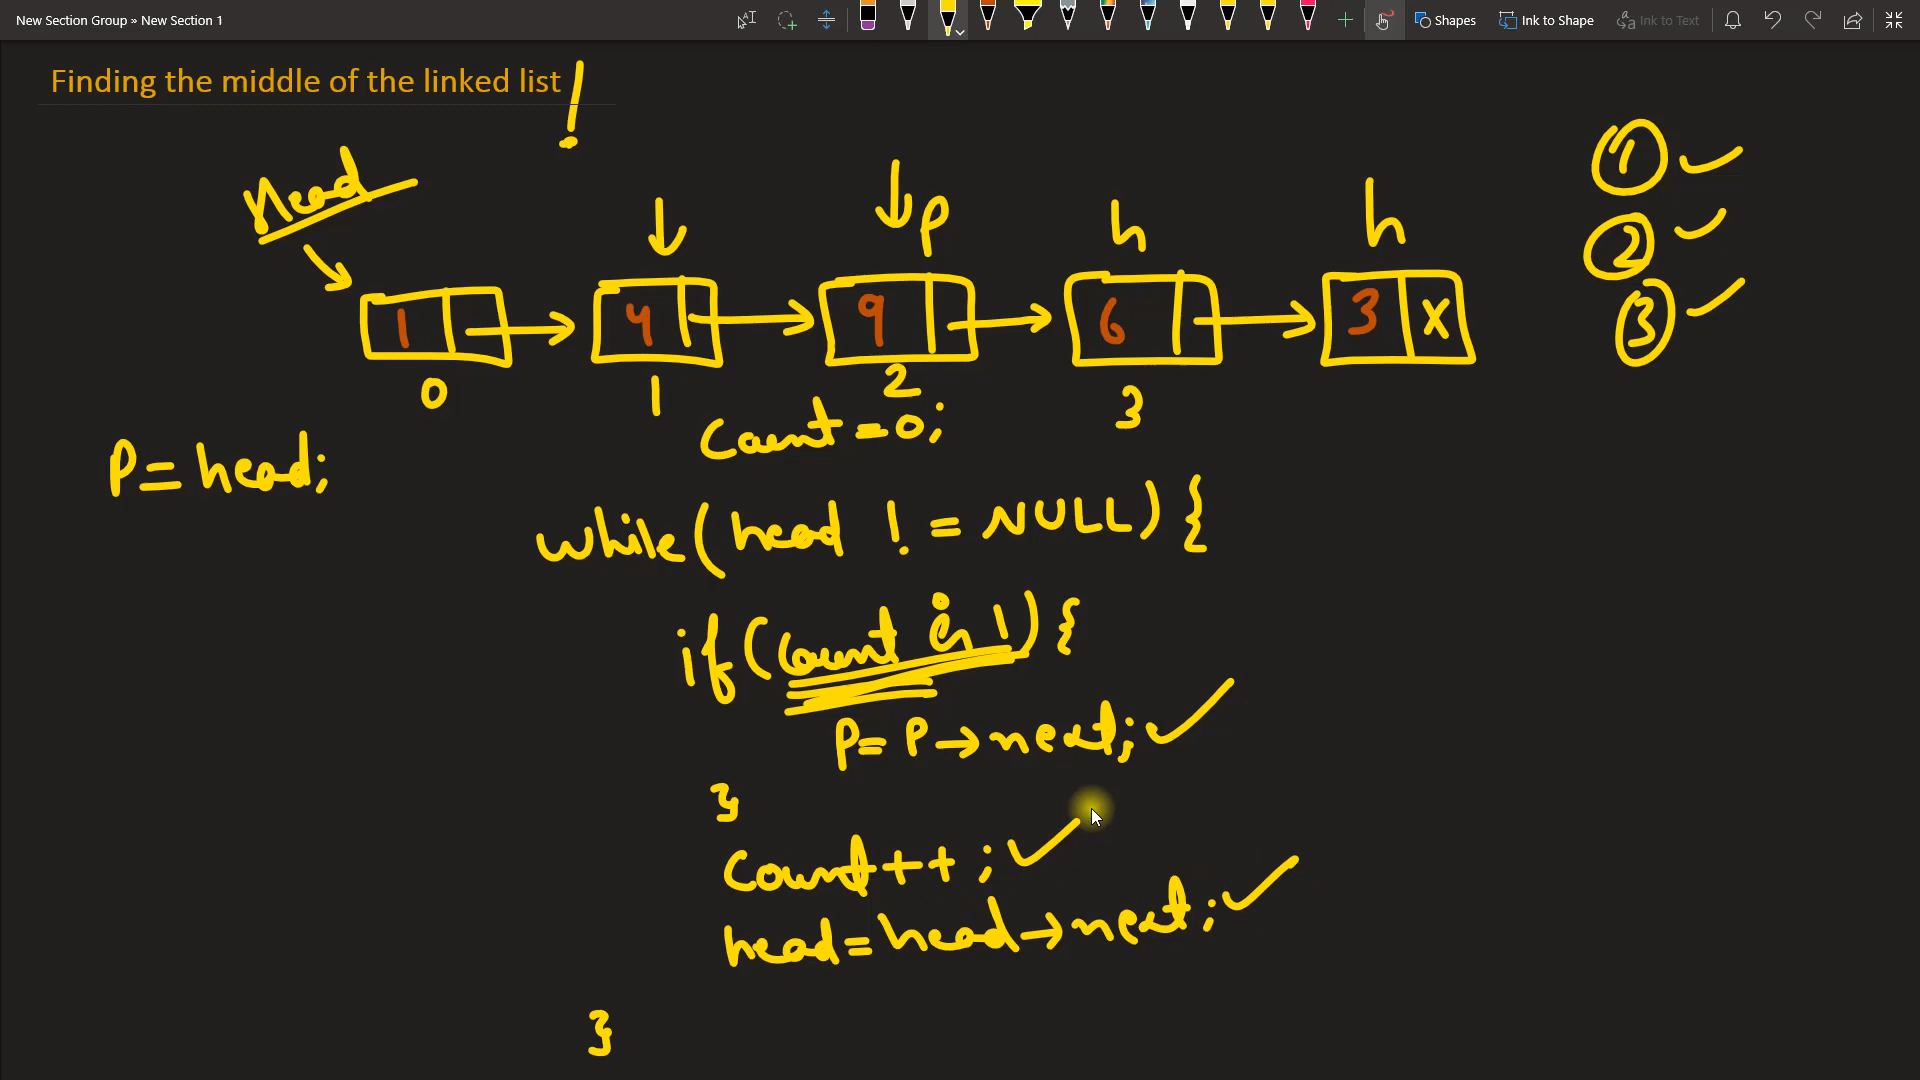 New Section Group » New Section 1
Shapes
Ink to Shape
Ink to Text
Finding the middle of the linked list !
Head
p
h
h
1 4 9 6 3 X
0 1 2 3
1
2
3
P = head;
Count = 0;
while(head != NULL) {
if (Count & 1) {
P = P → next;
}
Count++ ;
head = head → next;
}